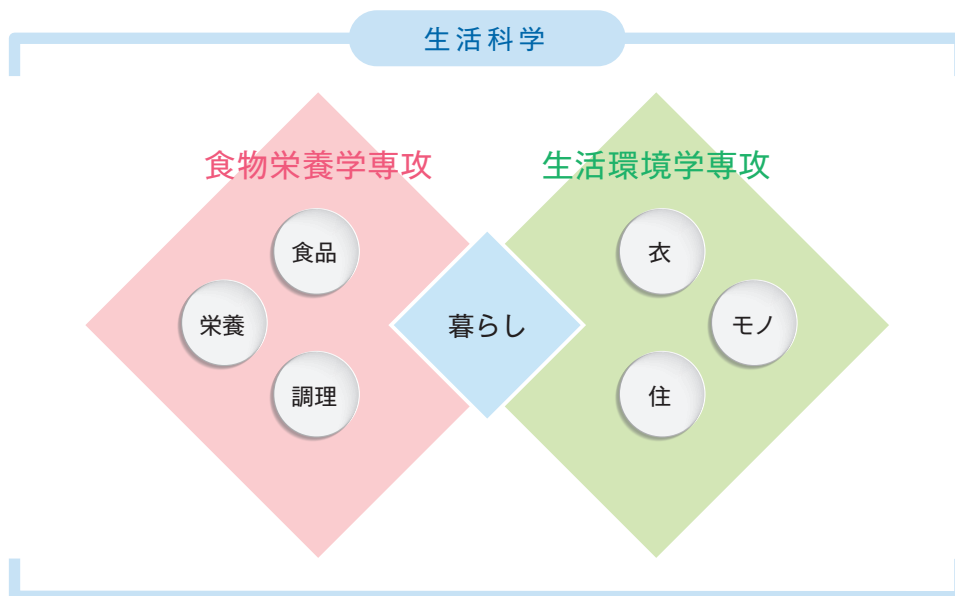 生活科学
食物栄養学専攻
食品
栄養
調理
暮らし
生活環境学専攻
衣
モノ
住